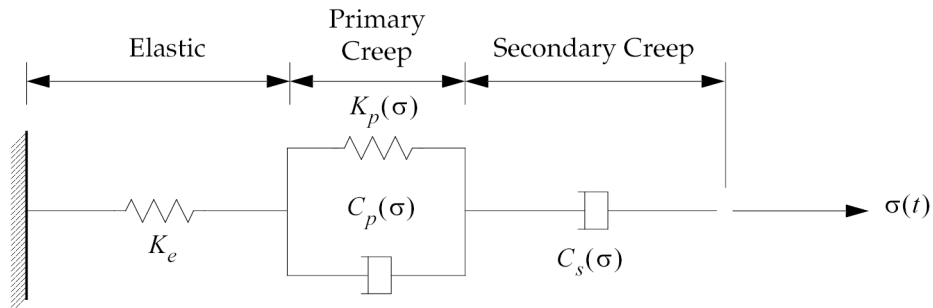 Elastic
Primary
Creep
Secondary Creep
K_p(σ)
C_p(σ)
K_e
C_s(σ)
σ(t)